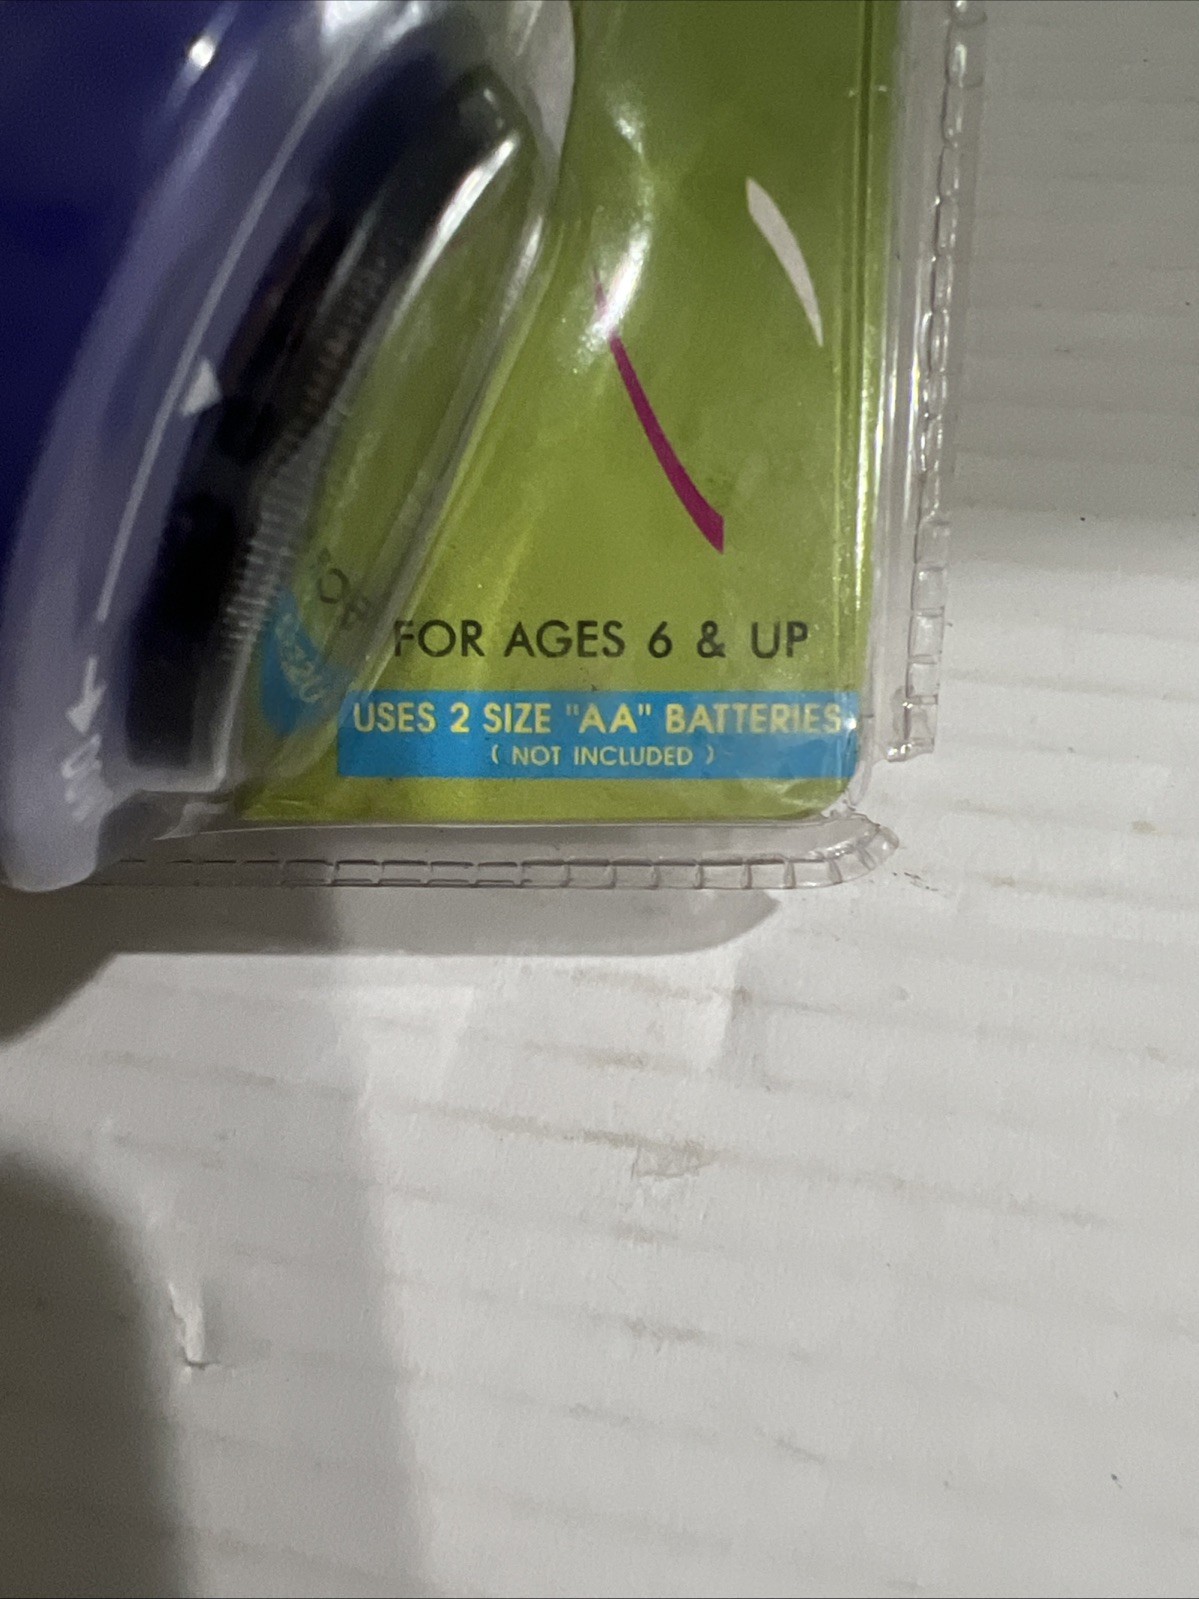 FOR AGES 6 & UP
USES 2 SIZE "AA" BATTERIES
( NOT INCLUDED )